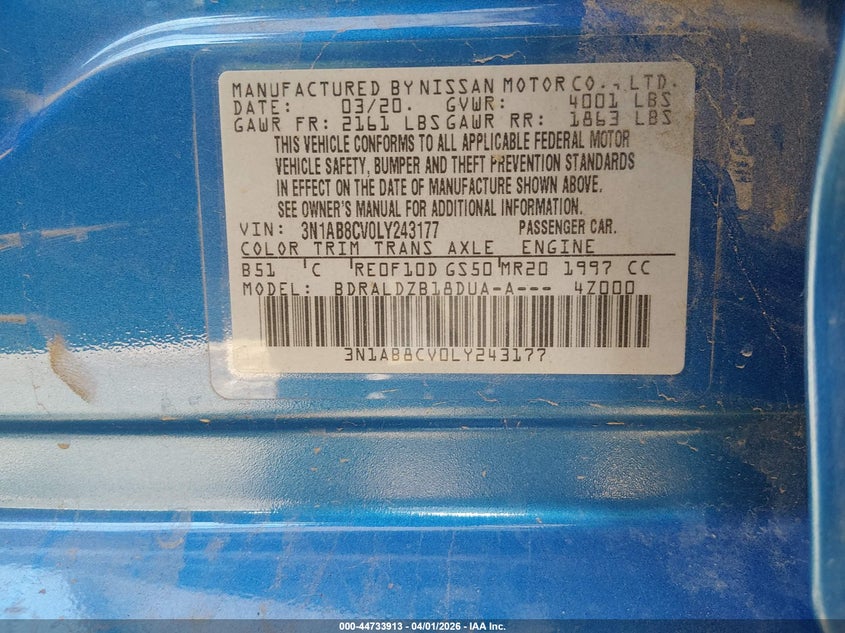 MANUFACTURED BY NISSAN MOTOR CO., LTD.
DATE: 03/20. GVWR: 4001 LBS
GAWR FR: 2161 LBS GAWR RR: 1863 LBS
THIS VEHICLE CONFORMS TO ALL APPLICABLE FEDERAL MOTOR
VEHICLE SAFETY, BUMPER AND THEFT PREVENTION STANDARDS
IN EFFECT ON THE DATE OF MANUFACTURE SHOWN ABOVE.
SEE OWNER'S MANUAL FOR ADDITIONAL INFORMATION.
VIN: 3N1AB8CV0LY243177 PASSENGER CAR.
COLOR TRIM TRANS AXLE ENGINE
B51 C RE0F10D GS50 MR20 1997 CC
MODEL: BDRALDZB18DUA-A--- 4Z000
3N1AB8CV0LY243177
000-44733913 - 04/01/2026 - IAA Inc.